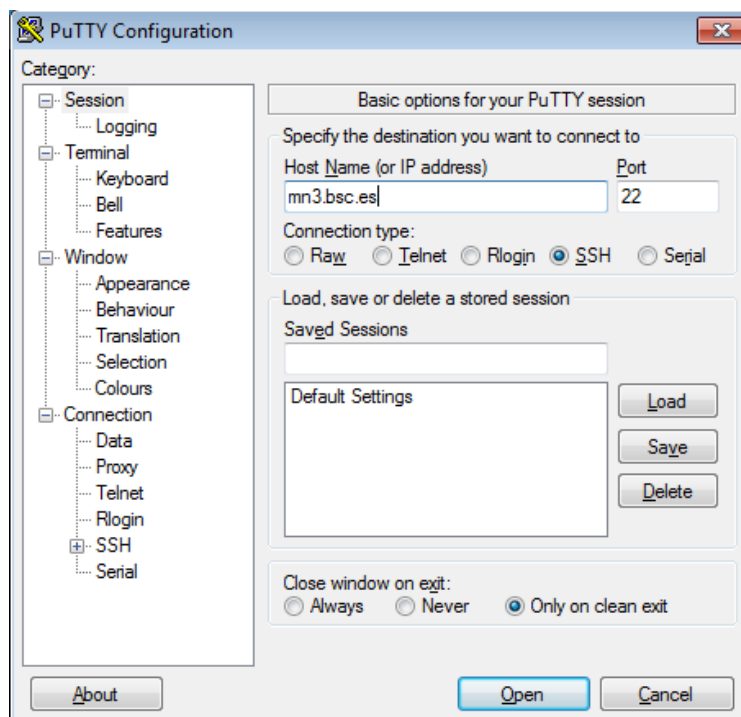 PuTTY Configuration
Category:
Session
Logging
Terminal
Keyboard
Bell
Features
Window
Appearance
Behaviour
Translation
Selection
Colours
Connection
Data
Proxy
Telnet
Rlogin
SSH
Serial
Basic options for your PuTTY session
Specify the destination you want to connect to
Host Name (or IP address) Port
mn3.bsc.es 22
Connection type:
Raw Telnet Rlogin SSH Serial
Load, save or delete a stored session
Saved Sessions
Default Settings
Load
Save
Delete
Close window on exit:
Always Never Only on clean exit
About Open Cancel